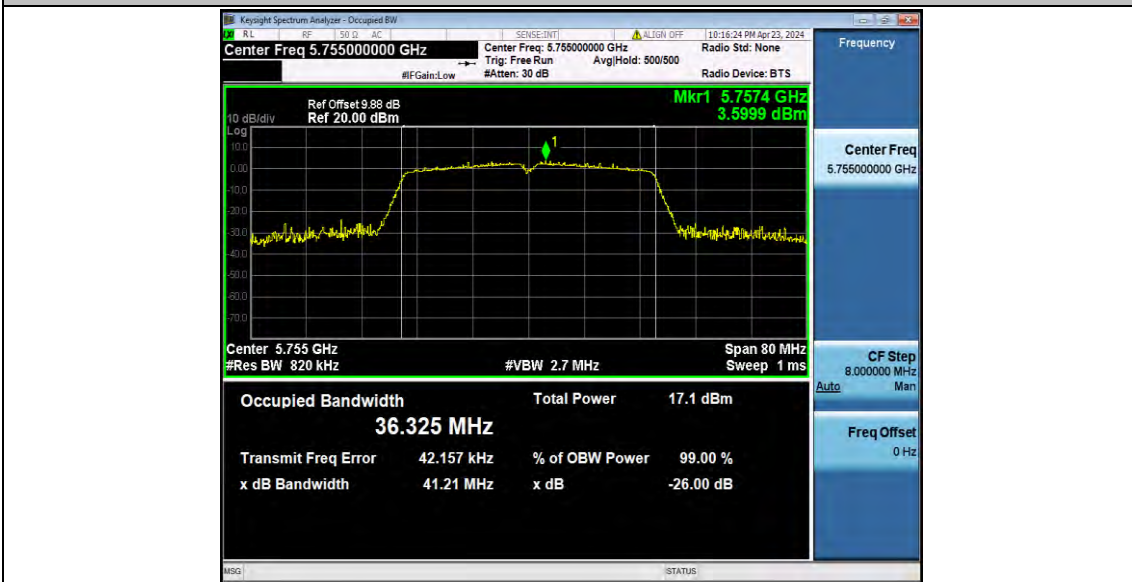 Keysight Spectrum Analyzer - Occupied BW
RL RF 50 Ω AC SENSE:INT ALIGN OFF 10:16:24 PM Apr 23, 2024
Center Freq 5.755000000 GHz
Center Freq: 5.755000000 GHz Radio Std: None
Trig: Free Run Avg|Hold: 500/500
#IFGain:Low #Atten: 30 dB Radio Device: BTS
Frequency
Mkr1 5.7574 GHz
3.5999 dBm
Ref Offset 9.88 dB
10 dB/div Ref 20.00 dBm
Log
10.0
0.00
-10.0
-20.0
-30.0
-40.0
-50.0
-60.0
-70.0
1
Center Freq
5.755000000 GHz
Center 5.755 GHz Span 80 MHz
#Res BW 820 kHz #VBW 2.7 MHz Sweep 1 ms
CF Step
8.000000 MHz
Auto Man
Occupied Bandwidth Total Power 17.1 dBm
36.325 MHz
Transmit Freq Error 42.157 kHz % of OBW Power 99.00 %
x dB Bandwidth 41.21 MHz x dB -26.00 dB
Freq Offset
0 Hz
MSG STATUS